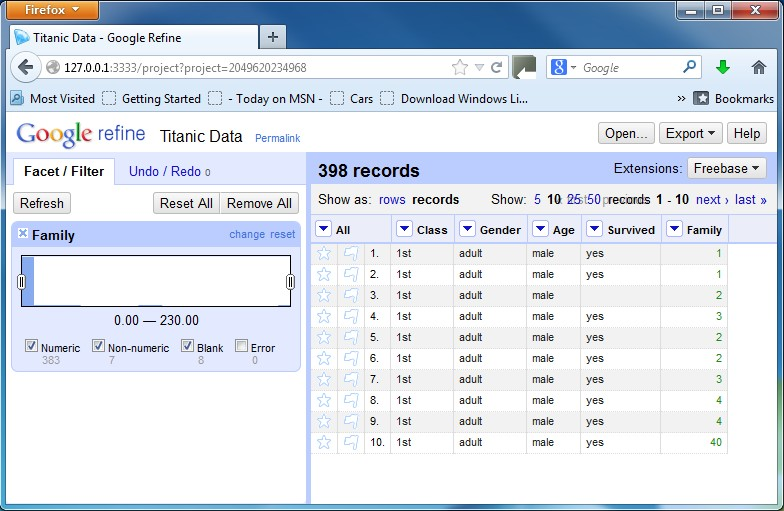 Firefox
Titanic Data - Google Refine
127.0.0.1:3333/project?project=2049620234968
8 Google
Most Visited Getting Started - Today on MSN - Cars Download Windows Li... » Bookmarks
Google refine Titanic Data Permalink Open... Export Help
Facet / Filter Undo / Redo 0
398 records Extensions: Freebase
Refresh Reset All Remove All
Show as: rows records Show: 5 10 25 50 records 1 - 10 next › last »
Family change reset
0.00 — 230.00
Numeric Non-numeric Blank Error
383 7 8 0
All Class Gender Age Survived Family
1. 1st adult male yes 1
2. 1st adult male yes 1
3. 1st adult male 2
4. 1st adult male yes 3
5. 1st adult male yes 2
6. 1st adult male yes 2
7. 1st adult male yes 3
8. 1st adult male yes 4
9. 1st adult male yes 4
10. 1st adult male yes 40